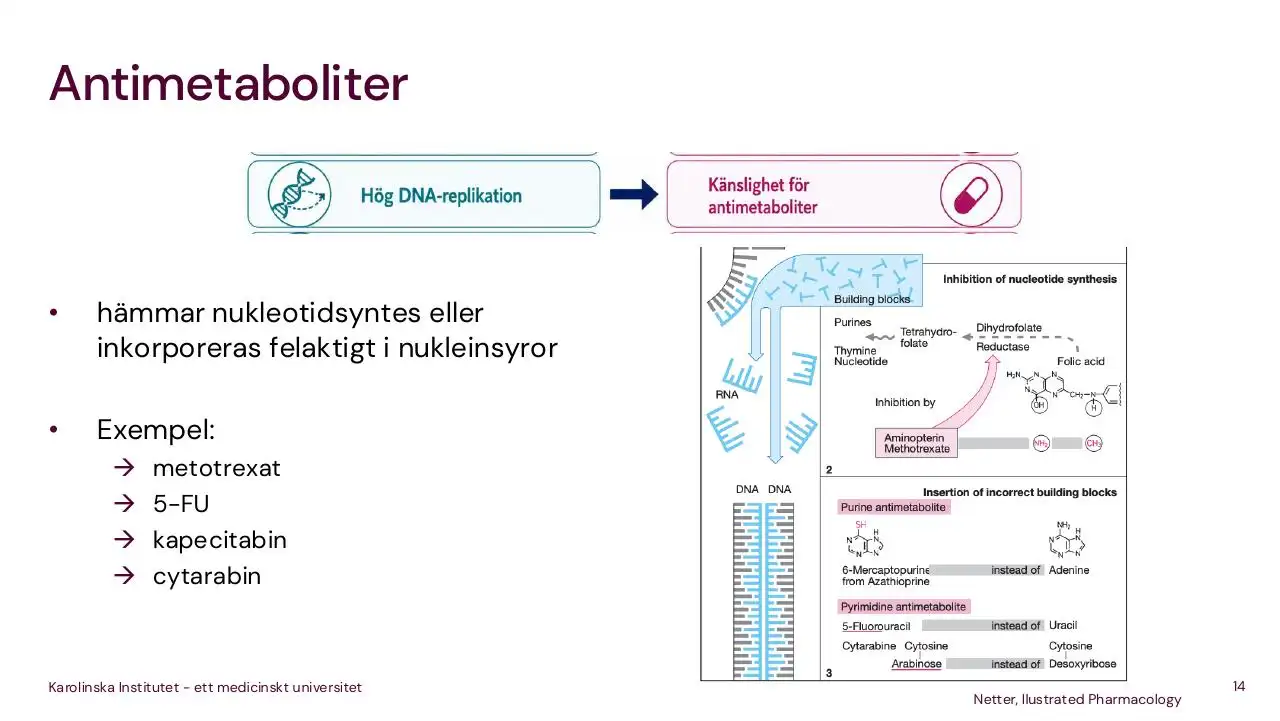 Antimetaboliter
Hög DNA-replikation
Känslighet för
antimetaboliter
• hämmar nukleotidsyntes eller
inkorporeras felaktigt i nukleinsyror
• Exempel:
→ metotrexat
→ 5-FU
→ kapecitabin
→ cytarabin
Building blocks
Inhibition of nucleotide synthesis
Purines
Thymine
Nucleotide
Tetrahydro-
folate
Dihydrofolate
Reductase
Folic acid
H₂N
N
N
N
N
OH
CH₂
N
H
RNA
Inhibition by
Aminopterin
Methotrexate
NH₂
CH₃
2
DNA DNA
Insertion of incorrect building blocks
Purine antimetabolite
SH
H
N
N
N
N
NH₂
H
N
N
N
N
6-Mercaptopurine
from Azathioprine
instead of
Adenine
Pyrimidine antimetabolite
5-Fluorouracil
instead of
Uracil
Cytarabine
Cytosine
Arabinose
instead of
Cytosine
Desoxyribose
3
Karolinska Institutet - ett medicinskt universitet
Netter, Ilustrated Pharmacology
14